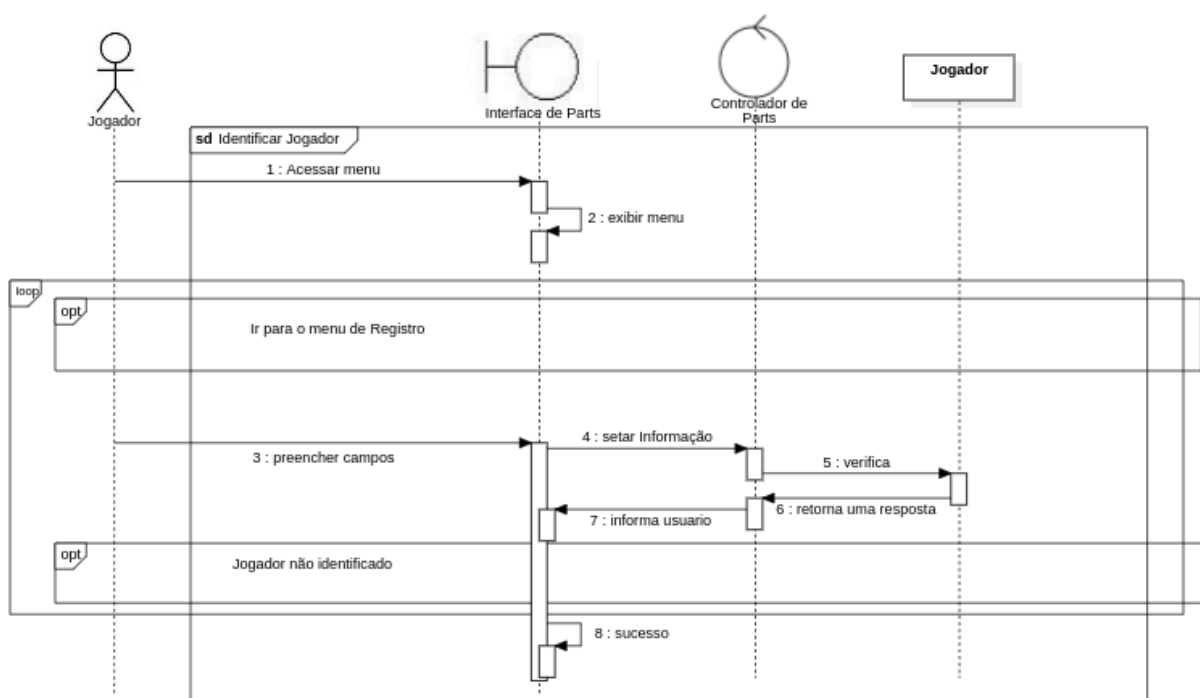 Jogador
Interface de Parts
Controlador de
Parts
Jogador
sd Identificar Jogador
1 : Acessar menu
2 : exibir menu
loop
opt
Ir para o menu de Registro
3 : preencher campos
4 : setar Informação
5 : verifica
6 : retorna uma resposta
7 : informa usuario
opt
Jogador não identificado
8 : sucesso